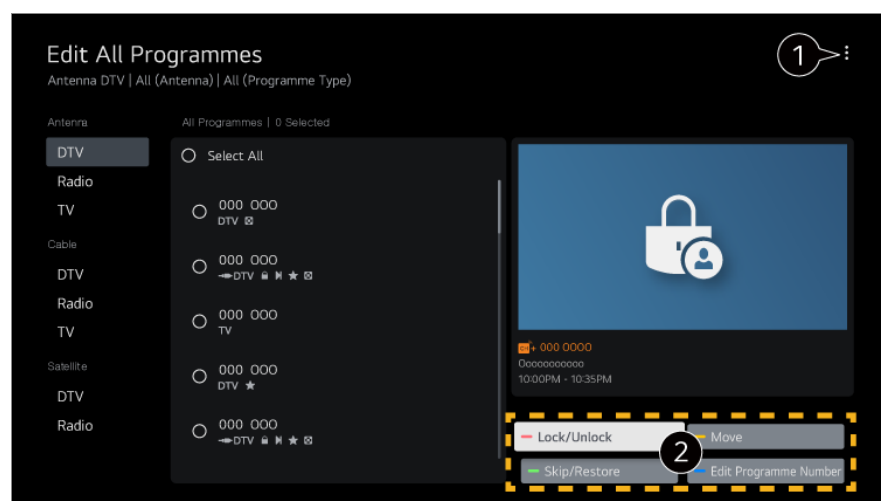 Edit All Programmes
Antenna DTV | All (Antenna) | All (Programme Type)
1
Antenna
DTV
Radio
TV
Cable
DTV
Radio
TV
Satellite
DTV
Radio
All Programmes | 0 Selected
Select All
000 000
DTV
000 000
DTV
000 000
TV
000 000
DTV
000 000
DTV
CH+ 000 0000
Ooooooooooo
10:00PM - 10:35PM
Lock/Unlock
Move
2
Skip/Restore
Edit Programme Number